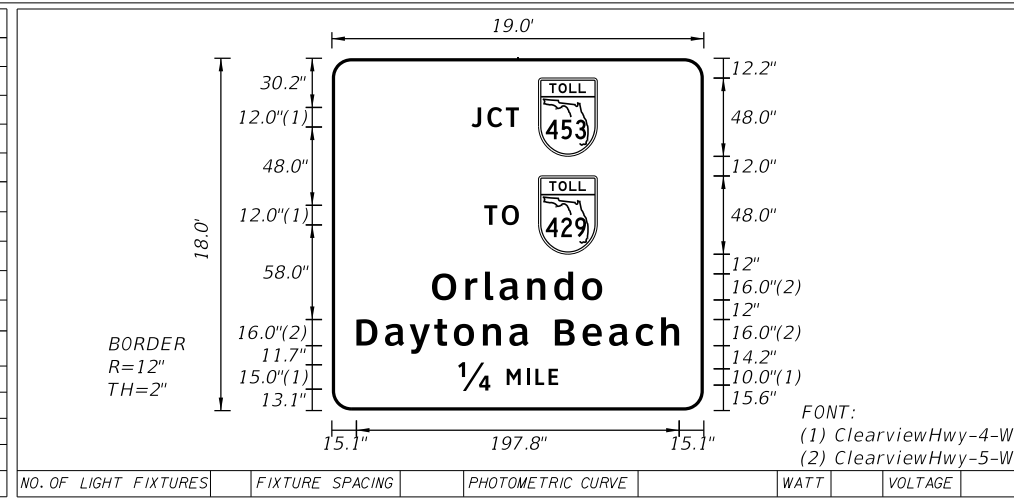 19.0'
30.2"
12.0"(1)
48.0"
12.0"(1)
58.0"
16.0"(2)
11.7"
15.0"(1)
13.1"
18.0'
BORDER
R=12"
TH=2"
JCT
TOLL
453
TO
TOLL
429
Orlando
Daytona Beach
1/4 MILE
12.2"
48.0"
12.0"
48.0"
12"
16.0"(2)
12"
16.0"(2)
14.2"
10.0"(1)
15.6"
15.1" 197.8" 15.1"
FONT:
(1) ClearviewHwy-4-W
(2) ClearviewHwy-5-W
NO. OF LIGHT FIXTURES FIXTURE SPACING PHOTOMETRIC CURVE WATT VOLTAGE